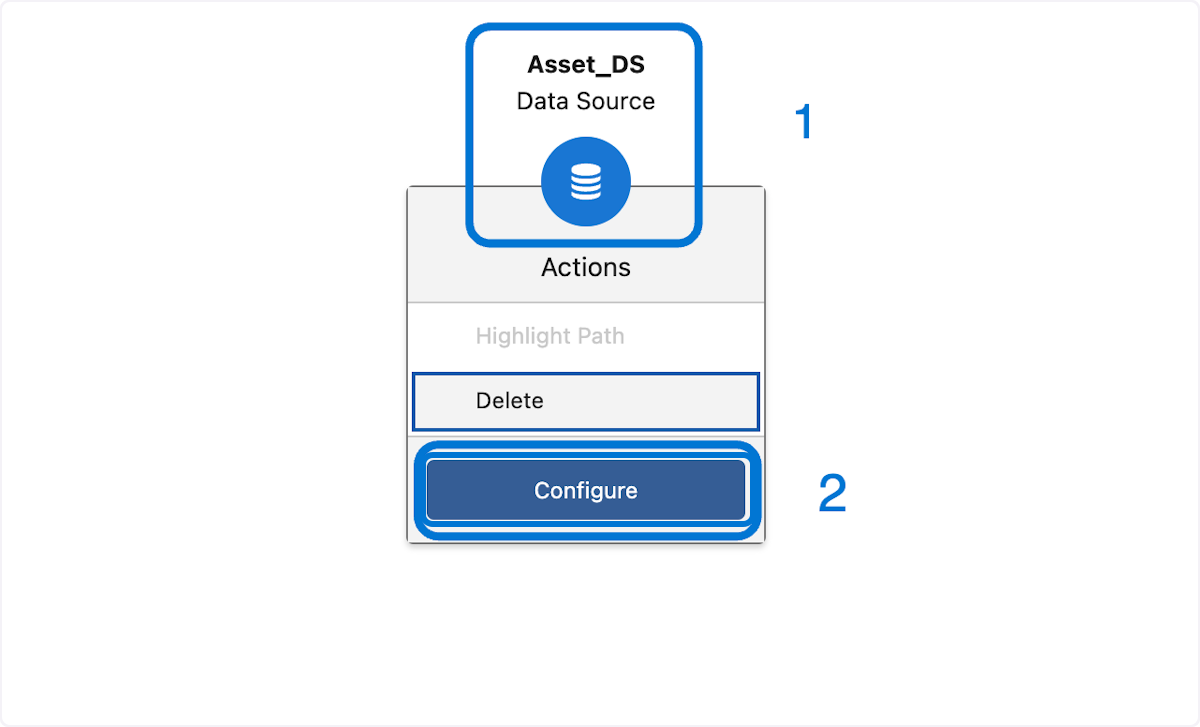 Asset_DS
Data Source
1
Actions
Highlight Path
Delete
Configure
2